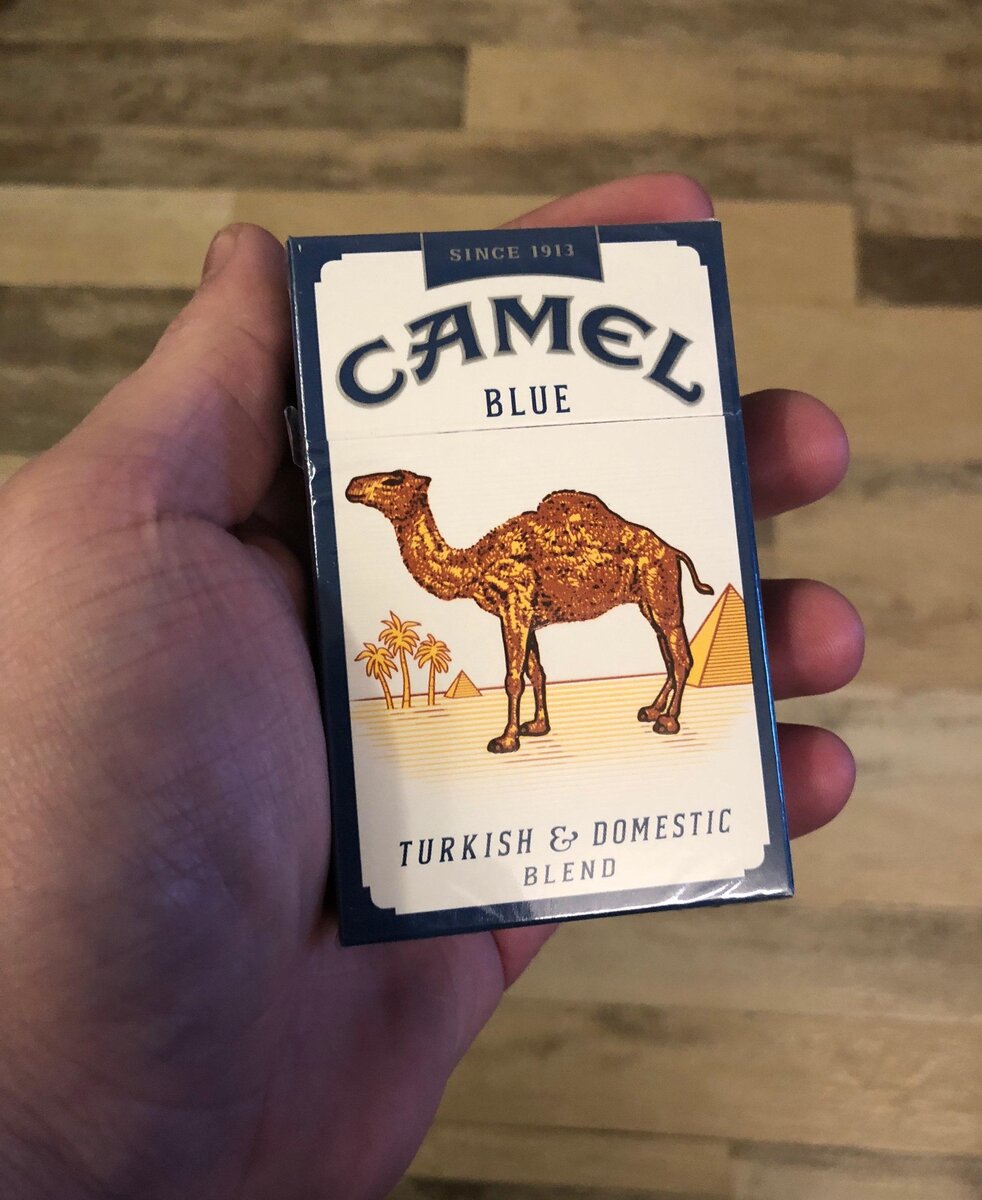 SINCE 1913
CAMEL
BLUE
TURKISH & DOMESTIC
BLEND